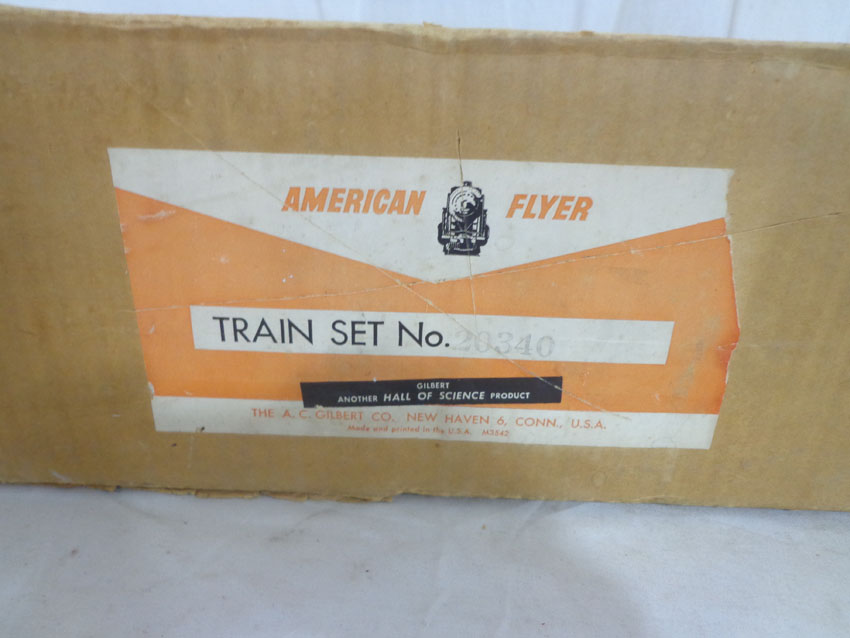 AMERICAN FLYER
TRAIN SET No. 20340
GILBERT
ANOTHER HALL OF SCIENCE PRODUCT
THE A. C. GILBERT CO., NEW HAVEN 6, CONN., U.S.A.
Made and printed in the U.S.A. M3542